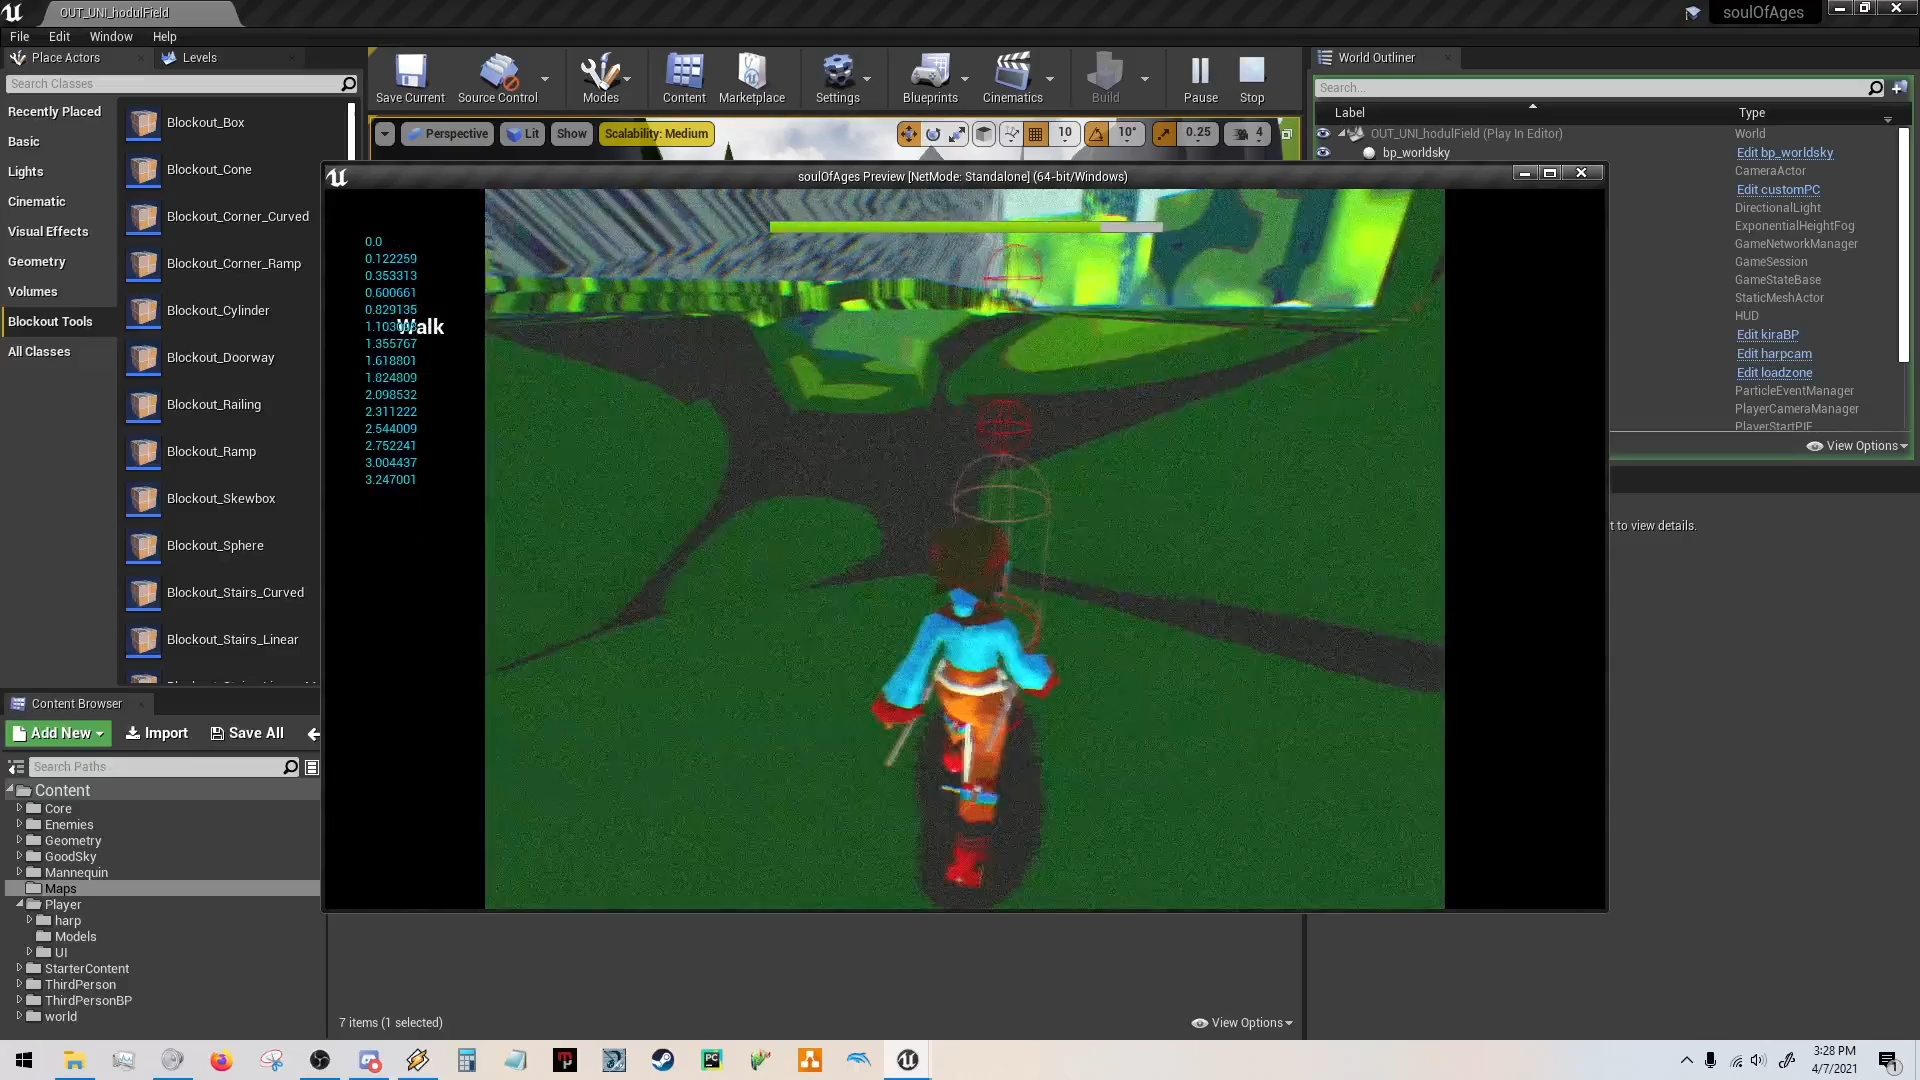 OUT_UNI_hodulField
soulOfAges
File Edit Window Help
Place Actors
Levels
Search Classes
Recently Placed
Basic
Lights
Cinematic
Visual Effects
Geometry
Volumes
Blockout Tools
All Classes
Blockout_Box
Blockout_Cone
Blockout_Corner_Curved
Blockout_Corner_Ramp
Blockout_Cylinder
Blockout_Doorway
Blockout_Railing
Blockout_Ramp
Blockout_Skewbox
Blockout_Sphere
Blockout_Stairs_Curved
Blockout_Stairs_Linear
Save Current
Source Control
Modes
Content
Marketplace
Settings
Blueprints
Cinematics
Build
Pause
Stop
Perspective
Lit
Show
Scalability: Medium
10
10°
0.25
4
soulOfAges Preview [NetMode: Standalone] (64-bit/Windows)
0.0
0.122259
0.353313
0.600661
0.829135
Walk
1.355767
1.618801
1.824809
2.098532
2.311222
2.544009
2.752241
3.004437
3.247001
World Outliner
Search...
Label
Type
OUT_UNI_hodulField (Play In Editor)
World
bp_worldsky
Edit bp_worldsky
CameraActor
Edit customPC
DirectionalLight
ExponentialHeightFog
GameNetworkManager
GameSession
GameStateBase
StaticMeshActor
HUD
Edit kiraBP
Edit harpcam
Edit loadzone
ParticleEventManager
PlayerCameraManager
PlayerStartPIE
View Options
t to view details.
Content Browser
Add New
Import
Save All
Search Paths
Content
Core
Enemies
Geometry
GoodSky
Mannequin
Maps
Player
harp
Models
UI
StarterContent
ThirdPerson
ThirdPersonBP
world
7 items (1 selected)
View Options
3:28 PM
4/7/2021
1